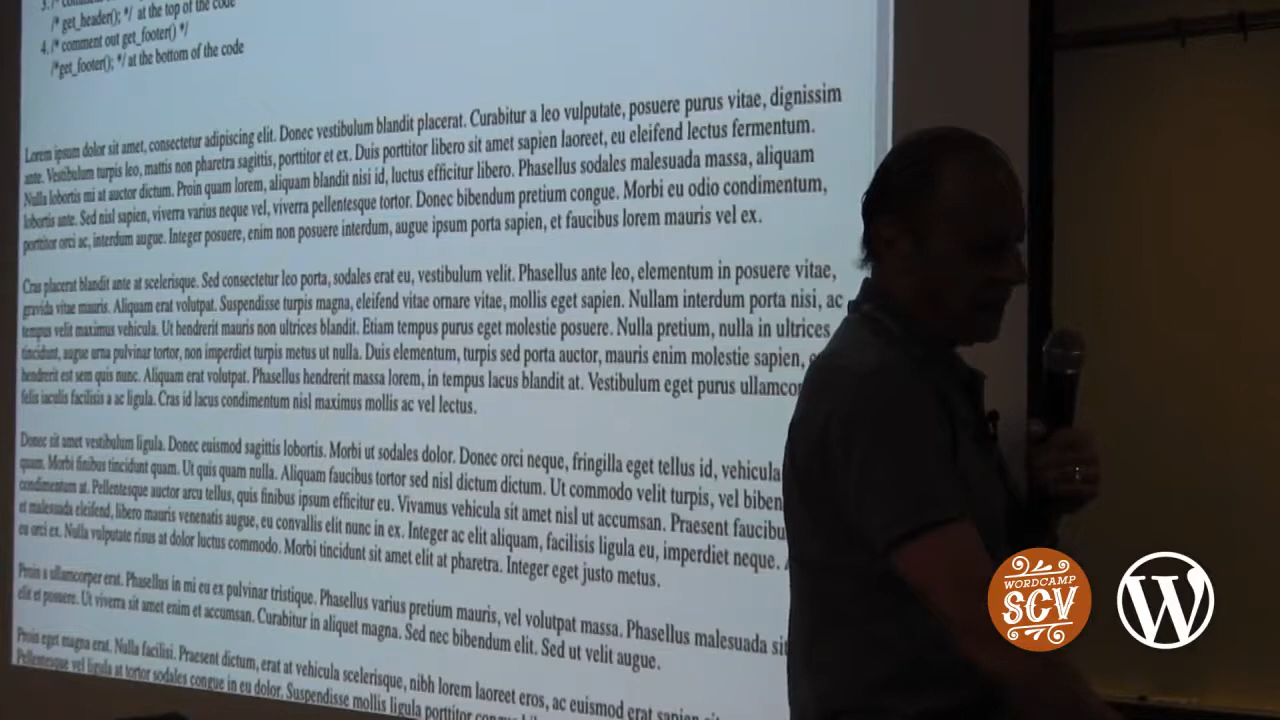 3. /* comment
/* get_header(); */ at the top of the code
4. /* comment out get_footer() */
/*get_footer(); */ at the bottom of the code
Lorem ipsum dolor sit amet, consectetur adipiscing elit. Donec vestibulum blandit placerat. Curabitur a leo vulputate, posuere purus vitae, dignissim
ante. Vestibulum turpis leo, mattis non pharetra sagittis, porttitor et ex. Duis porttitor libero sit amet sapien laoreet, eu eleifend lectus fermentum.
Nulla lobortis mi at auctor dictum. Proin quam lorem, aliquam blandit nisi id, luctus efficitur libero. Phasellus sodales malesuada massa, aliquam
lobortis ante. Sed nisl sapien, viverra varius neque vel, viverra pellentesque tortor. Donec bibendum pretium congue. Morbi eu odio condimentum,
porttitor orci ac, interdum augue. Integer posuere, enim non posuere interdum, augue ipsum porta sapien, et faucibus lorem mauris vel ex.
Cras placerat blandit ante at scelerisque. Sed consectetur leo porta, sodales erat eu, vestibulum velit. Phasellus ante leo, elementum in posuere vitae,
gravida vitae mauris. Aliquam erat volutpat. Suspendisse turpis magna, eleifend vitae ornare vitae, mollis eget sapien. Nullam interdum porta nisi, ac
tempus velit maximus vehicula. Ut hendrerit mauris non ultrices blandit. Etiam tempus purus eget molestie posuere. Nulla pretium, nulla in ultrices
tincidunt, augue urna pulvinar tortor, non imperdiet turpis metus ut nulla. Duis elementum, turpis sed porta auctor, mauris enim molestie sapien,
hendrerit est sem quis nunc. Aliquam erat volutpat. Phasellus hendrerit massa lorem, in tempus lacus blandit at. Vestibulum eget purus ullamco
felis iaculis facilisis a ac ligula. Cras id lacus condimentum nisl maximus mollis ac vel lectus.
Donec sit amet vestibulum ligula. Donec euismod sagittis lobortis. Morbi ut sodales dolor. Donec orci neque, fringilla eget tellus id, vehicula
quam. Morbi finibus tincidunt quam. Ut quis quam nulla. Aliquam faucibus tortor sed nisl dictum dictum. Ut commodo velit turpis, vel biben
condimentum at. Pellentesque auctor arcu tellus, quis finibus ipsum efficitur eu. Vivamus vehicula sit amet nisl ut accumsan. Praesent faucibu
et malesuada eleifend, libero mauris venenatis augue, eu convallis elit nunc in ex. Integer ac elit aliquam, facilisis ligula eu, imperdiet neque.
eu orci ex. Nulla vulputate risus at dolor luctus commodo. Morbi tincidunt sit amet elit at pharetra. Integer eget justo metus.
Proin a ullamcorper erat. Phasellus in mi eu ex pulvinar tristique. Phasellus varius pretium mauris, vel volutpat massa. Phasellus malesuada sit
elit et posuere. Ut viverra sit amet enim et accumsan. Curabitur in aliquet magna. Sed nec bibendum elit. Sed ut velit augue.
Proin eget magna erat. Nulla facilisi. Praesent dictum, erat at vehicula scelerisque, nibh lorem laoreet eros, ac euismod erat sapien
Pellentesque vel ligula at tortor sodales congue in eu dolor. Suspendisse mollis ligula porttitor
WORDCAMP
SCV
W